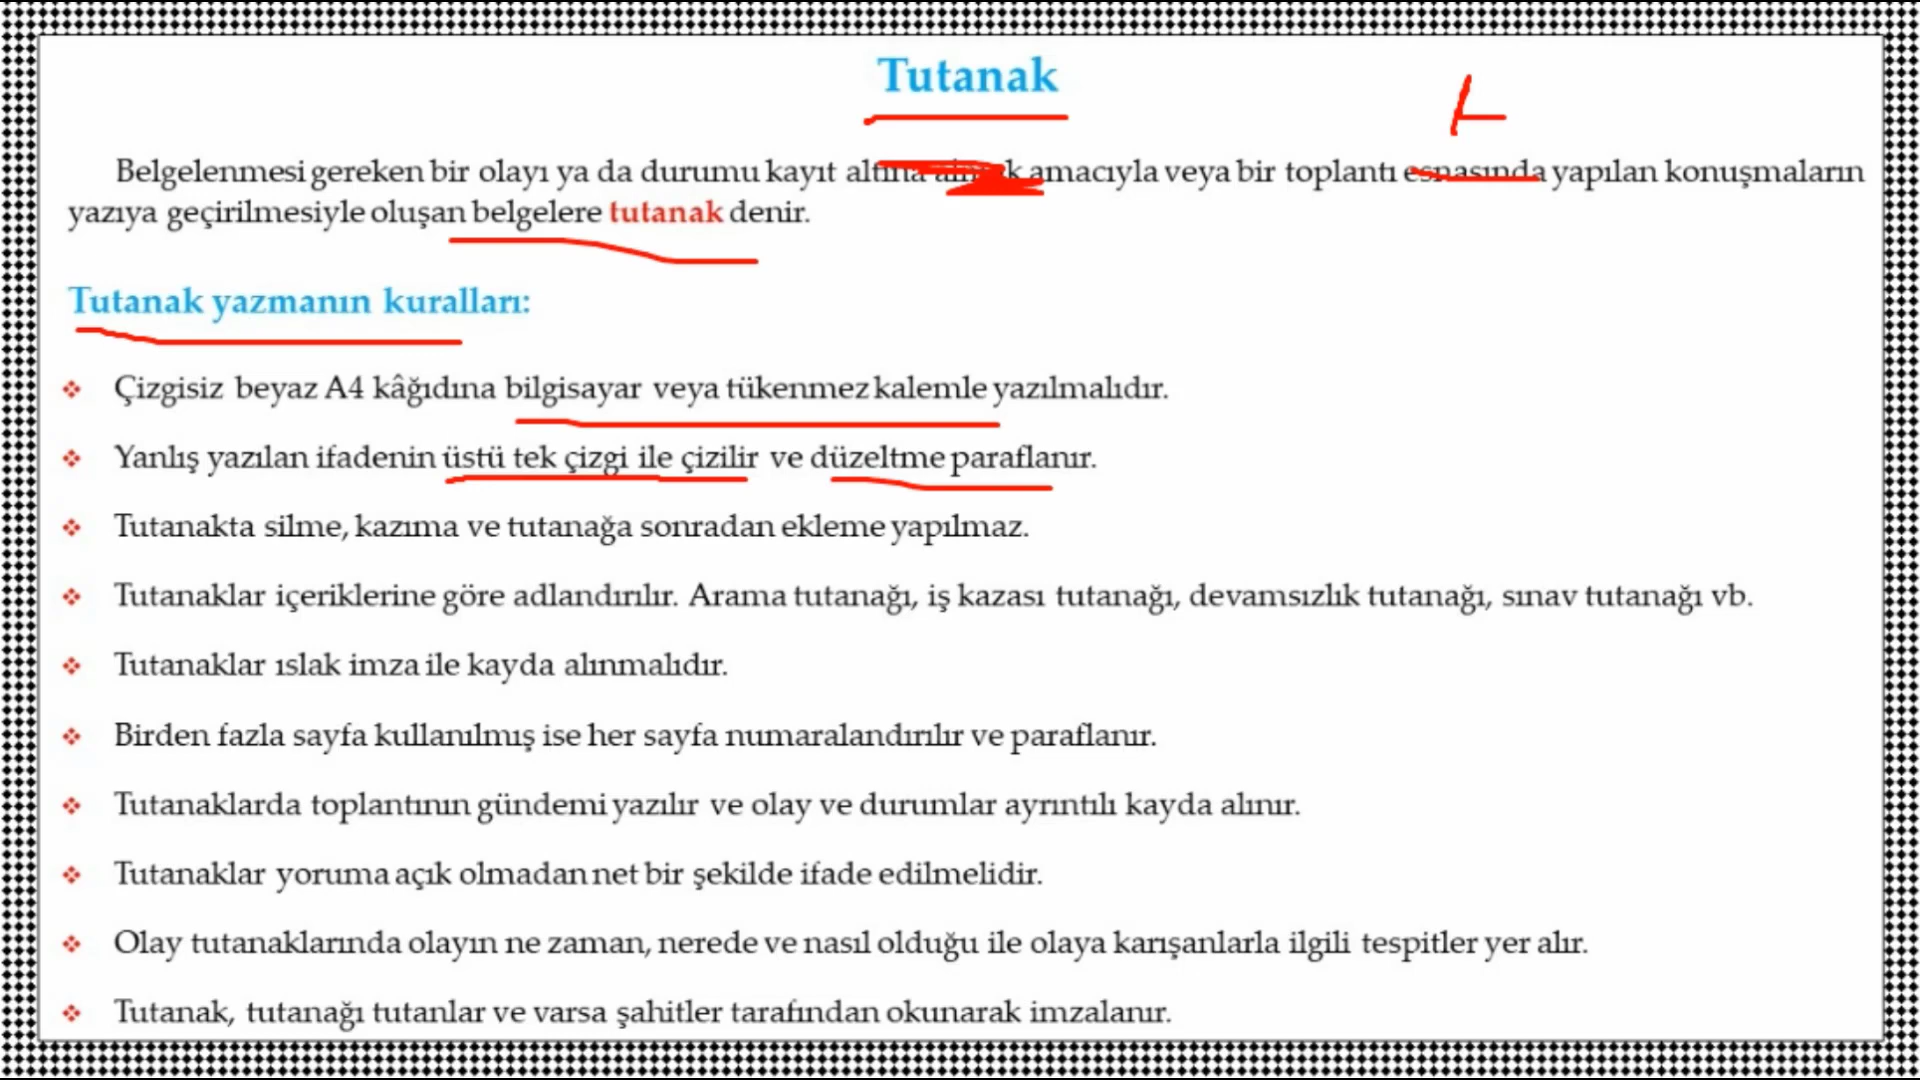 Tutanak
Belgelenmesi gereken bir olayı ya da durumu kayıt altına almak amacıyla veya bir toplantı esnasında yapılan konuşmaların
yazıya geçirilmesiyle oluşan belgelere tutanak denir.
Tutanak yazmanın kuralları:
Çizgisiz beyaz A4 kâğıdına bilgisayar veya tükenmez kalemle yazılmalıdır.
Yanlış yazılan ifadenin üstü tek çizgi ile çizilir ve düzeltme paraflanır.
Tutanakta silme, kazıma ve tutanağa sonradan ekleme yapılmaz.
Tutanaklar içeriklerine göre adlandırılır. Arama tutanağı, iş kazası tutanağı, devamsızlık tutanağı, sınav tutanağı vb.
Tutanaklar ıslak imza ile kayda alınmalıdır.
Birden fazla sayfa kullanılmış ise her sayfa numaralandırılır ve paraflanır.
Tutanaklarda toplantının gündemi yazılır ve olay ve durumlar ayrıntılı kayda alınır.
Tutanaklar yoruma açık olmadan net bir şekilde ifade edilmelidir.
Olay tutanaklarında olayın ne zaman, nerede ve nasıl olduğu ile olaya karışanlarla ilgili tespitler yer alır.
Tutanak, tutanağı tutanlar ve varsa şahitler tarafından okunarak imzalanır.